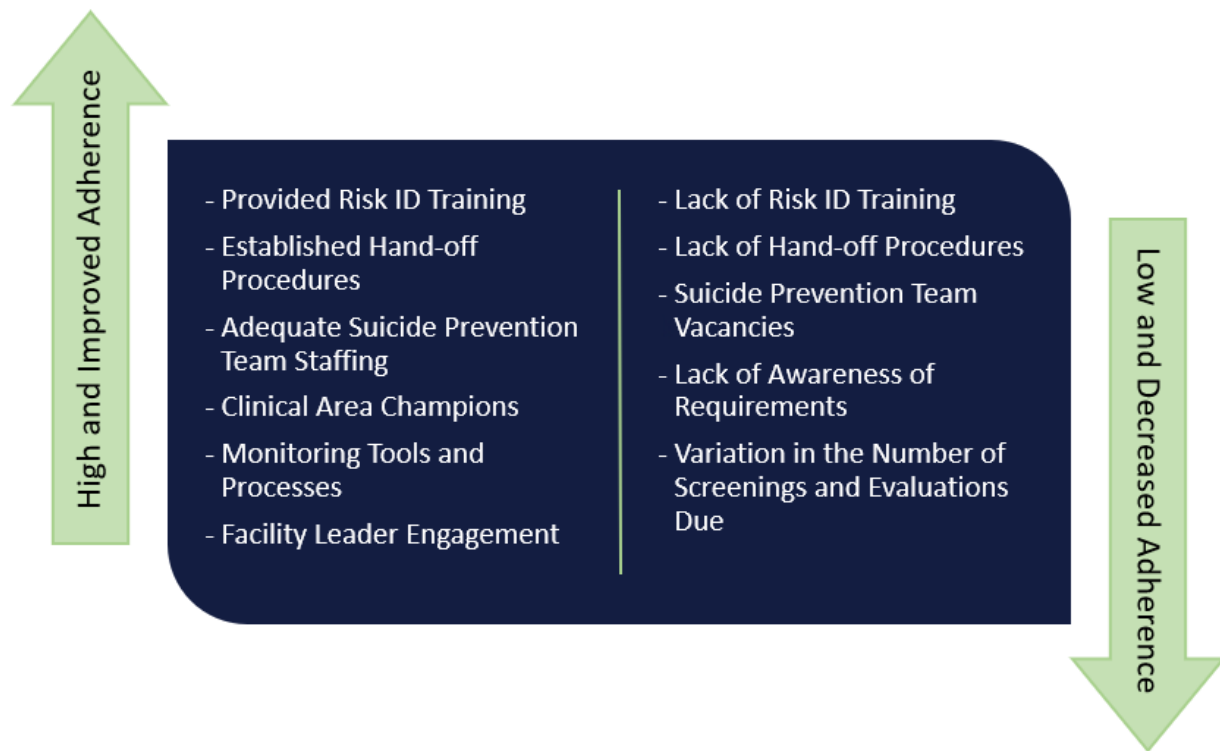 High and Improved Adherence
- Provided Risk ID Training
- Established Hand-off
Procedures
- Adequate Suicide Prevention
Team Staffing
- Clinical Area Champions
- Monitoring Tools and
Processes
- Facility Leader Engagement
- Lack of Risk ID Training
- Lack of Hand-off Procedures
- Suicide Prevention Team
Vacancies
- Lack of Awareness of
Requirements
- Variation in the Number of
Screenings and Evaluations
Due
Low and Decreased Adherence